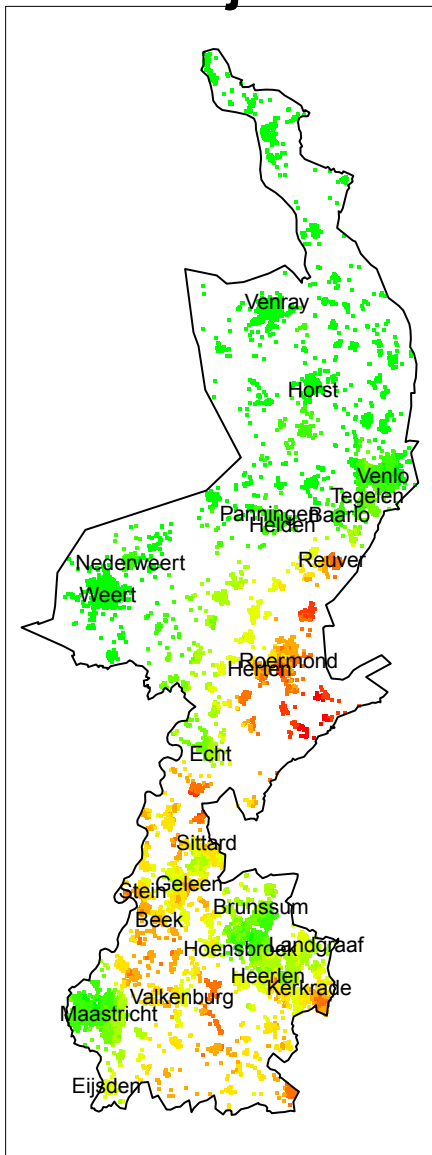 Venray
Horst
Venlo
Tegelen
Panningen
Baarlo
Helden
Reuver
Nederweert
Weert
Roermond
Herten
Echt
Sittard
Geleen
Stein
Brunssum
Beek
Landgraaf
Hoensbroek
Heerlen
Kerkrade
Valkenburg
Maastricht
Eijsden